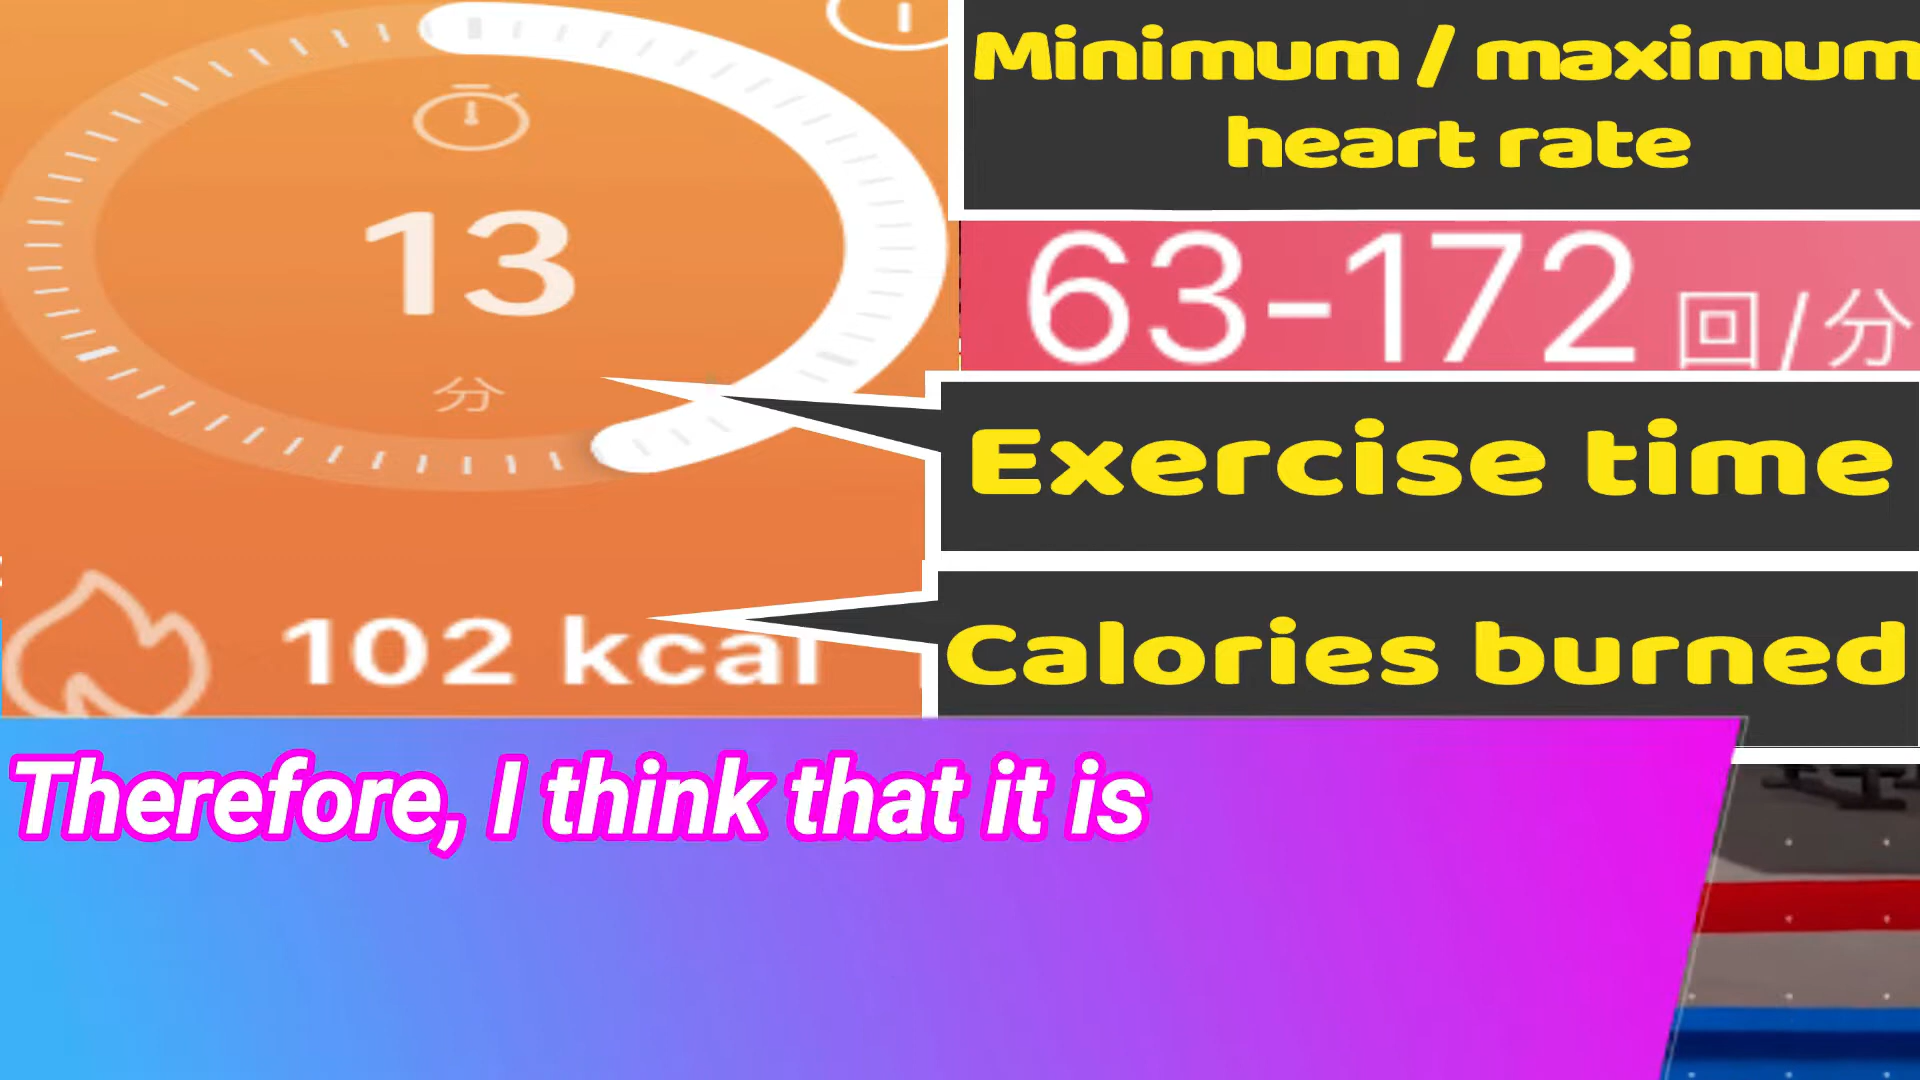 13
分
102 kcal
Minimum / maximum
heart rate
63-172 回/分
Exercise time
Calories burned
Therefore, I think that it is